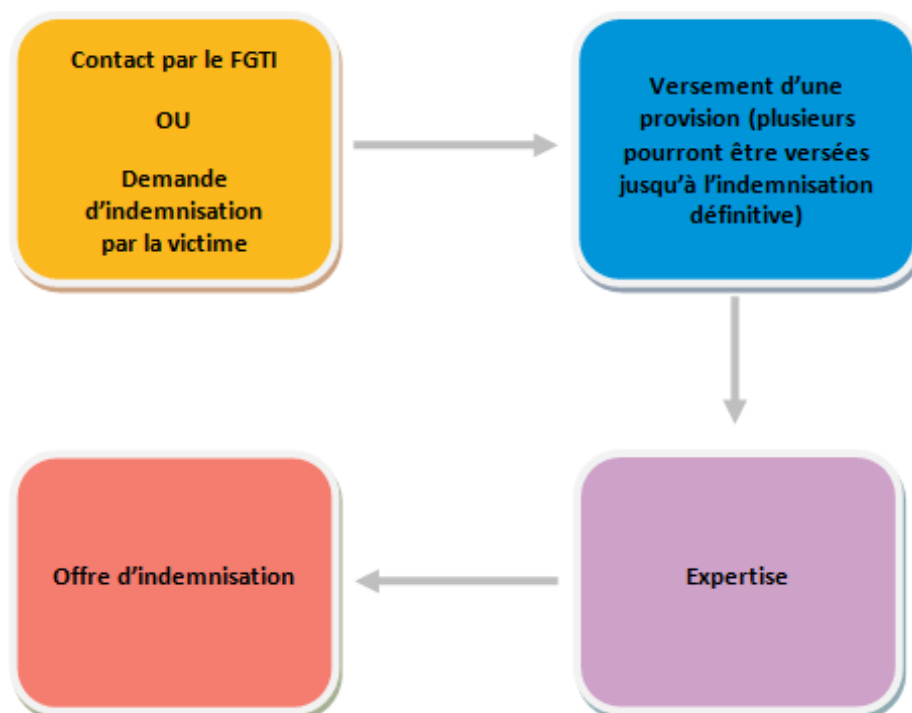 Contact par le FGTI
OU
Demande
d'indemnisation
par la victime
Versement d'une
provision (plusieurs
pourront être versées
jusqu'à l'indemnisation
définitive)
Expertise
Offre d'indemnisation